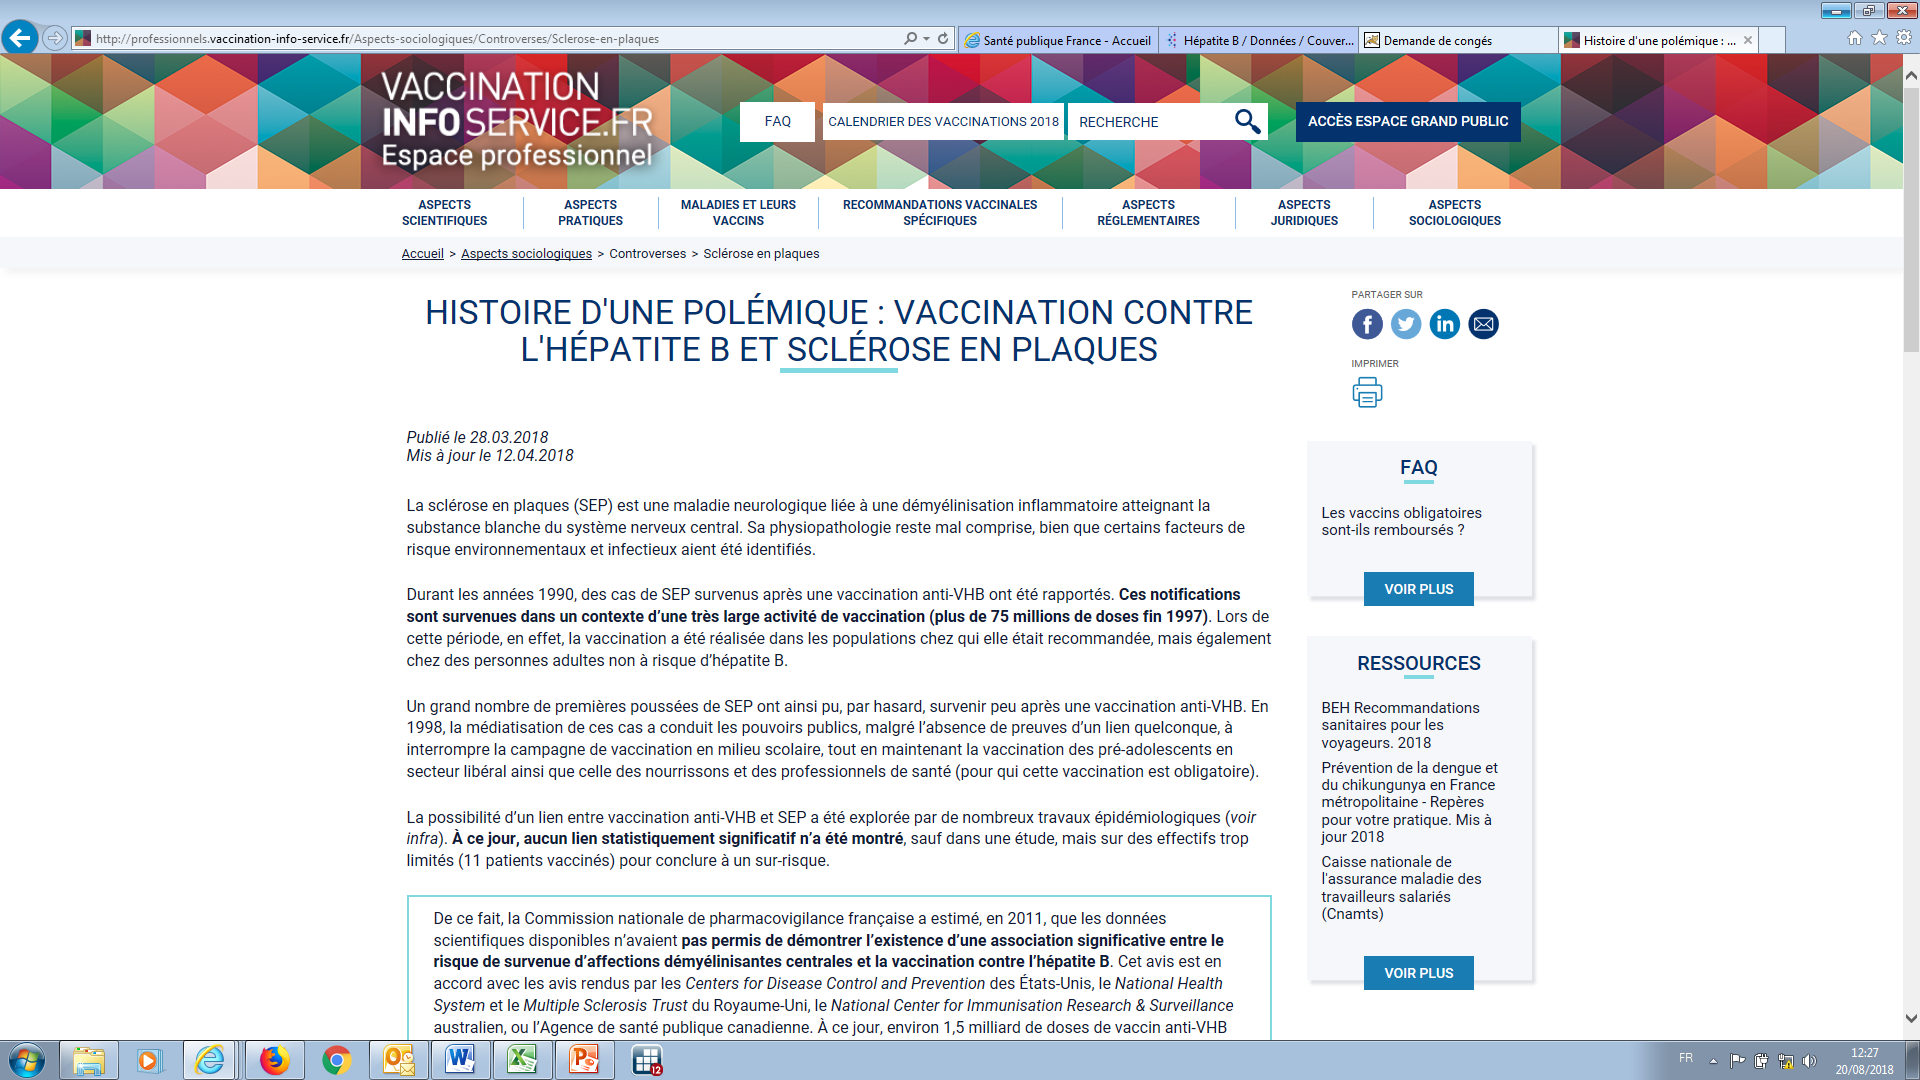 http://professionnels.vaccination-info-service.fr/Aspects-sociologiques/Controverses/Sclerose-en-plaques
Santé publique France - Accueil
Hépatite B / Données / Couver...
Demande de congés
Histoire d'une polémique : ...
VACCINATION
INFOSERVICE.FR
Espace professionnel
FAQ
CALENDRIER DES VACCINATIONS 2018
RECHERCHE
ACCÈS ESPACE GRAND PUBLIC
ASPECTS
SCIENTIFIQUES
ASPECTS
PRATIQUES
MALADIES ET LEURS
VACCINS
RECOMMANDATIONS VACCINALES
SPÉCIFIQUES
ASPECTS
RÉGLEMENTAIRES
ASPECTS
JURIDIQUES
ASPECTS
SOCIOLOGIQUES
Accueil > Aspects sociologiques > Controverses > Sclérose en plaques
HISTOIRE D'UNE POLÉMIQUE : VACCINATION CONTRE
L'HÉPATITE B ET SCLÉROSE EN PLAQUES
Publié le 28.03.2018
Mis à jour le 12.04.2018
La sclérose en plaques (SEP) est une maladie neurologique liée à une démyélinisation inflammatoire atteignant la
substance blanche du système nerveux central. Sa physiopathologie reste mal comprise, bien que certains facteurs de
risque environnementaux et infectieux aient été identifiés.
Durant les années 1990, des cas de SEP survenus après une vaccination anti-VHB ont été rapportés. Ces notifications
sont survenues dans un contexte d’une très large activité de vaccination (plus de 75 millions de doses fin 1997). Lors de
cette période, en effet, la vaccination a été réalisée dans les populations chez qui elle était recommandée, mais également
chez des personnes adultes non à risque d’hépatite B.
Un grand nombre de premières poussées de SEP ont ainsi pu, par hasard, survenir peu après une vaccination anti-VHB. En
1998, la médiatisation de ces cas a conduit les pouvoirs publics, malgré l’absence de preuves d’un lien quelconque, à
interrompre la campagne de vaccination en milieu scolaire, tout en maintenant la vaccination des pré-adolescents en
secteur libéral ainsi que celle des nourrissons et des professionnels de santé (pour qui cette vaccination est obligatoire).
La possibilité d’un lien entre vaccination anti-VHB et SEP a été explorée par de nombreux travaux épidémiologiques (voir
infra). À ce jour, aucun lien statistiquement significatif n’a été montré, sauf dans une étude, mais sur des effectifs trop
limités (11 patients vaccinés) pour conclure à un sur-risque.
De ce fait, la Commission nationale de pharmacovigilance française a estimé, en 2011, que les données
scientifiques disponibles n’avaient pas permis de démontrer l’existence d’une association significative entre le
risque de survenue d’affections démyélinisantes centrales et la vaccination contre l’hépatite B. Cet avis est en
accord avec les avis rendus par les Centers for Disease Control and Prevention des États-Unis, le National Health
System et le Multiple Sclerosis Trust du Royaume-Uni, le National Center for Immunisation Research & Surveillance
australien, ou l’Agence de santé publique canadienne. À ce jour, environ 1,5 milliard de doses de vaccin anti-VHB
PARTAGER SUR
IMPRIMER
FAQ
Les vaccins obligatoires
sont-ils remboursés ?
VOIR PLUS
RESSOURCES
BEH Recommandations
sanitaires pour les
voyageurs. 2018
Prévention de la dengue et
du chikungunya en France
métropolitaine - Repères
pour votre pratique. Mis à
jour 2018
Caisse nationale de
l'assurance maladie des
travailleurs salariés
(Cnamts)
VOIR PLUS
12
FR
12:27
20/08/2018